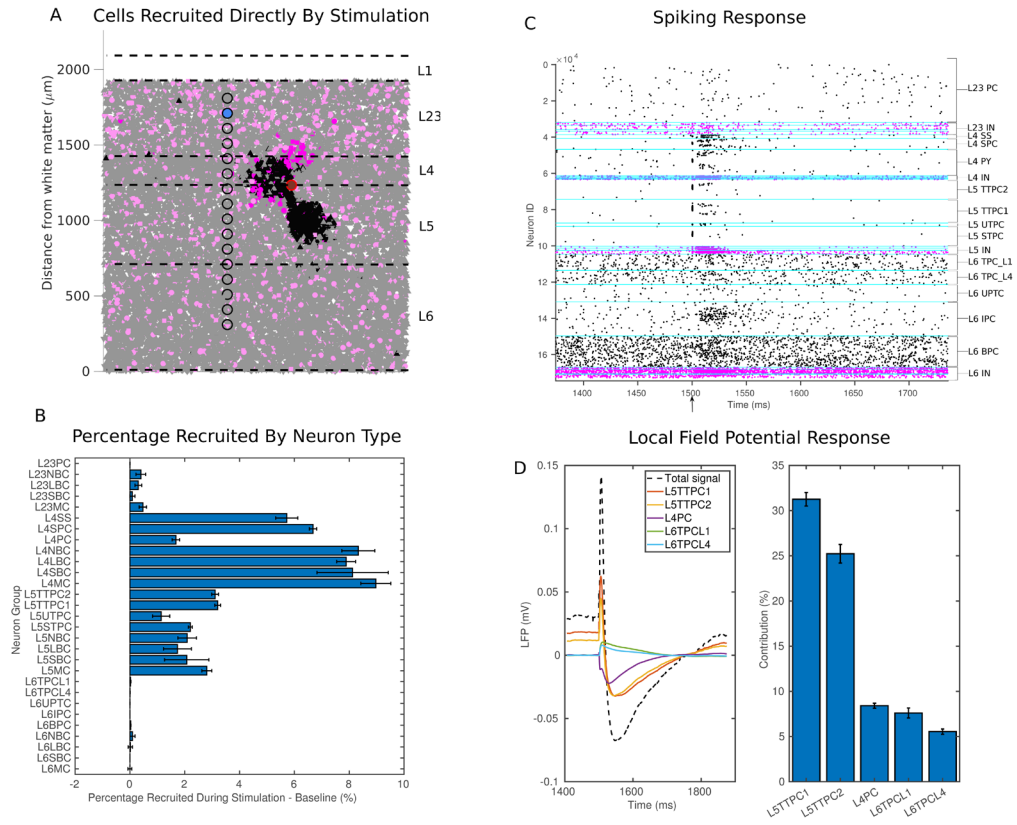 A
Cells Recruited Directly By Stimulation
Distance from white matter (μm)
2000
1500
1000
500
0
L1
L23
L4
L5
L6
C
Spiking Response
×10⁴
0
2
4
6
8
10
12
14
16
Neuron ID
L23 PC
L23 IN
L4 SS
L4 SPC
L4 PY
L4 IN
L5 TTPC2
L5 TTPC1
L5 UTPC
L5 STPC
L5 IN
L6 TPC_L1
L6 TPC_L4
L6 UPTC
L6 IPC
L6 BPC
L6 IN
1400 1450 1500 1550 1600 1650 1700
Time (ms)
B
Percentage Recruited By Neuron Type
Neuron Group
L23PC
L23NBC
L23LBC
L23SBC
L23MC
L4SS
L4SPC
L4PC
L4NBC
L4LBC
L4SBC
L4MC
L5TTPC2
L5TTPC1
L5UTPC
L5STPC
L5NBC
L5LBC
L5SBC
L5MC
L6TPCL1
L6TPCL4
L6UPTC
L6IPC
L6BPC
L6NBC
L6LBC
L6SBC
L6MC
-2 0 2 4 6 8 10
Percentage Recruited During Stimulation - Baseline (%)
D
Local Field Potential Response
LFP (mV)
0.15
0.1
0.05
0
-0.05
-0.1
Total signal
L5TTPC1
L5TTPC2
L4PC
L6TPCL1
L6TPCL4
1400 1600 1800
Time (ms)
Contribution (%)
35
30
25
20
15
10
5
0
L5TTPC1
L5TTPC2
L4PC
L6TPCL1
L6TPCL4